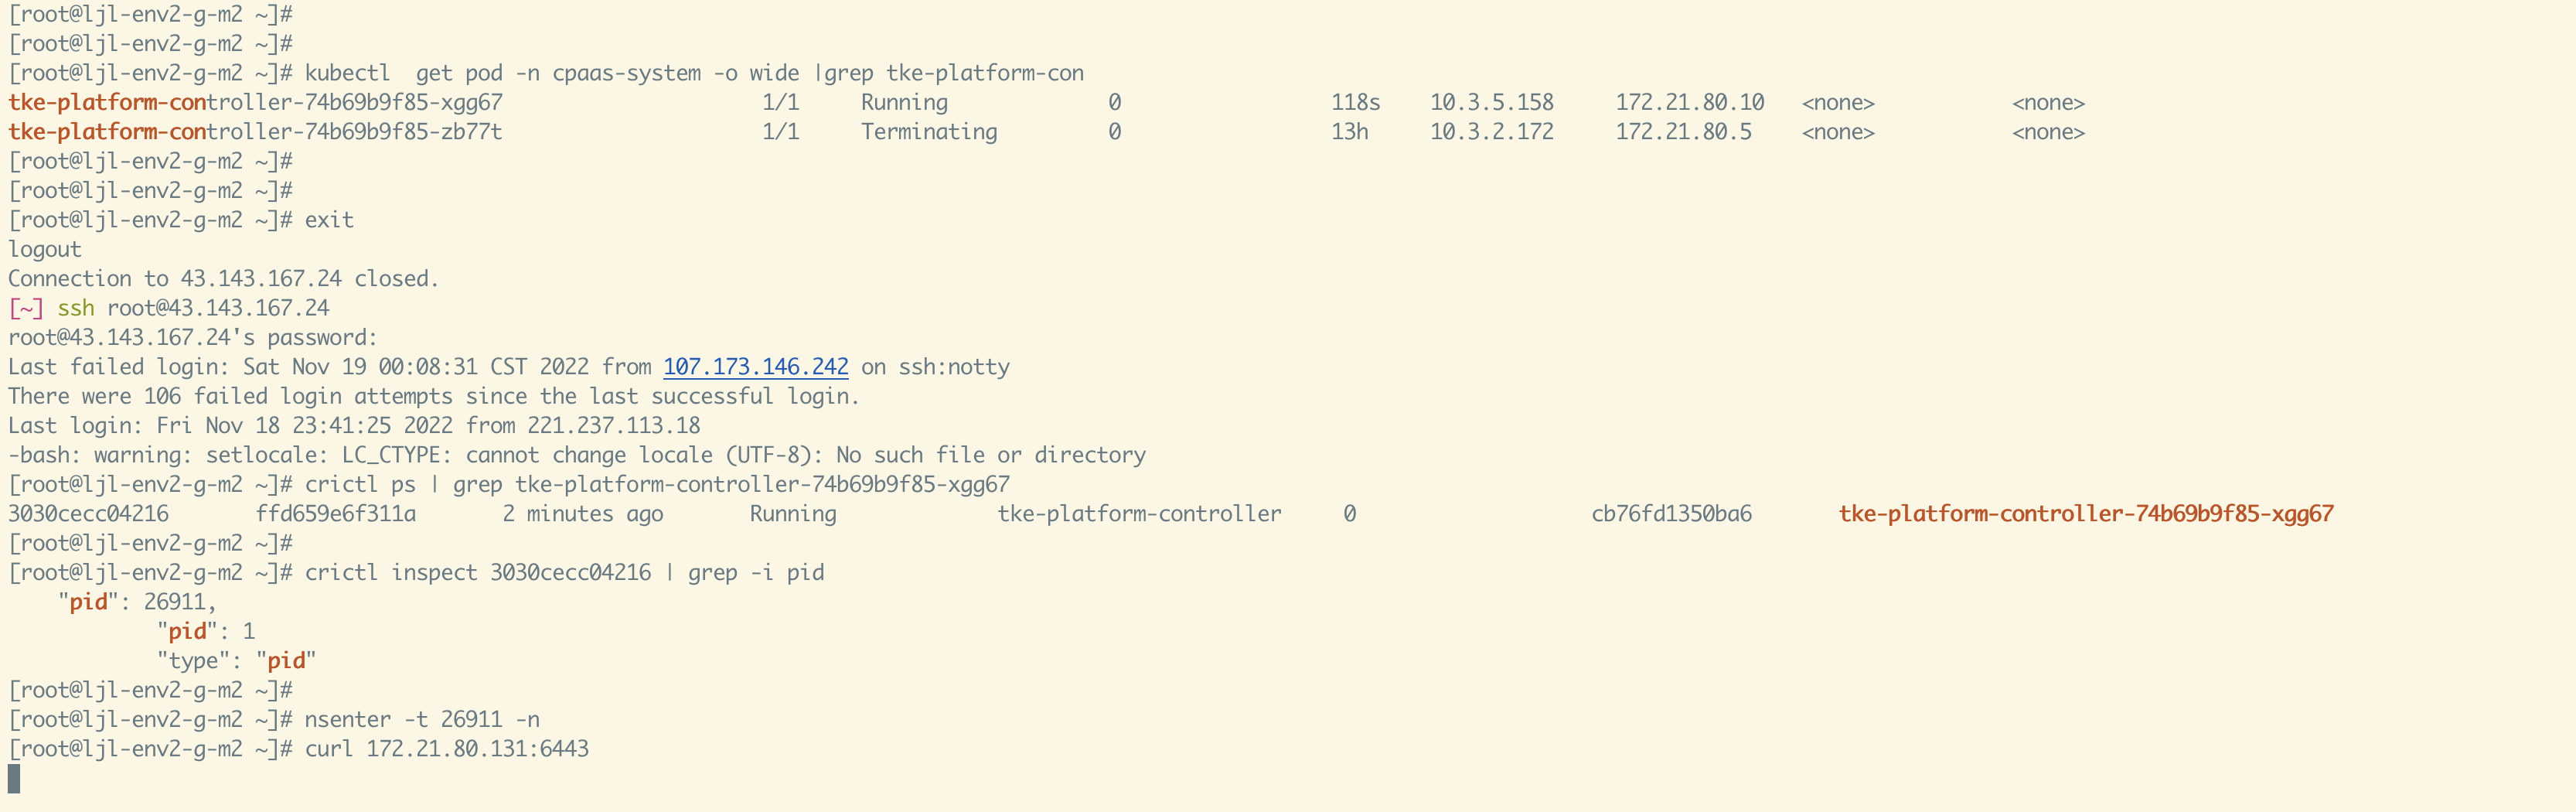 [root@ljl-env2-g-m2 ~]#
[root@ljl-env2-g-m2 ~]#
[root@ljl-env2-g-m2 ~]# kubectl  get pod -n cpaas-system -o wide |grep tke-platform-con
tke-platform-controller-74b69b9f85-xgg67 1/1 Running 0 118s 10.3.5.158 172.21.80.10 <none> <none>
tke-platform-controller-74b69b9f85-zb77t 1/1 Terminating 0 13h 10.3.2.172 172.21.80.5 <none> <none>
[root@ljl-env2-g-m2 ~]#
[root@ljl-env2-g-m2 ~]#
[root@ljl-env2-g-m2 ~]# exit
logout
Connection to 43.143.167.24 closed.
[~] ssh root@43.143.167.24
root@43.143.167.24's password:
Last failed login: Sat Nov 19 00:08:31 CST 2022 from 107.173.146.242 on ssh:notty
There were 106 failed login attempts since the last successful login.
Last login: Fri Nov 18 23:41:25 2022 from 221.237.113.18
-bash: warning: setlocale: LC_CTYPE: cannot change locale (UTF-8): No such file or directory
[root@ljl-env2-g-m2 ~]# crictl ps | grep tke-platform-controller-74b69b9f85-xgg67
3030cecc04216 ffd659e6f311a 2 minutes ago Running tke-platform-controller 0 cb76fd1350ba6 tke-platform-controller-74b69b9f85-xgg67
[root@ljl-env2-g-m2 ~]#
[root@ljl-env2-g-m2 ~]# crictl inspect 3030cecc04216 | grep -i pid
"pid": 26911,
"pid": 1
"type": "pid"
[root@ljl-env2-g-m2 ~]#
[root@ljl-env2-g-m2 ~]# nsenter -t 26911 -n
[root@ljl-env2-g-m2 ~]# curl 172.21.80.131:6443